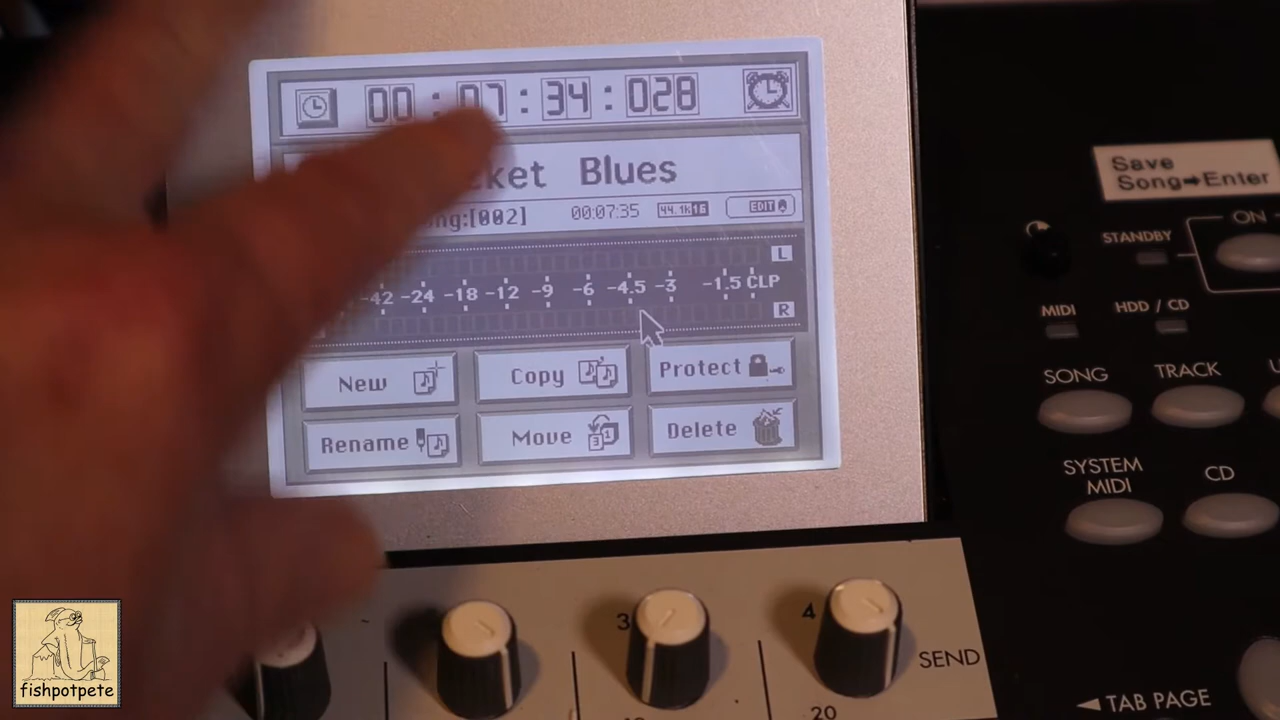 00:07:34:028
Blues
[002] 00:07:35 44.1k16 EDIT
L
-42 -24 -18 -12 -9 -6 -4.5 -3 -1.5 CLP
R
New Copy Protect
Rename Move Delete
Save
Song➡Enter
ON
STANDBY
MIDI HDD / CD
SONG TRACK
SYSTEM
MIDI
CD
3 4
SEND
20
◄ TAB PAGE
fishpotpete